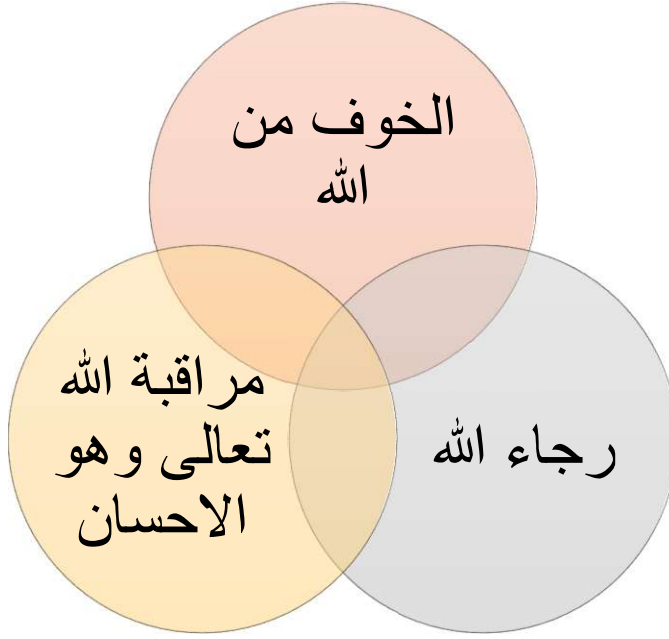 الخوف من
الله
رجاء الله
مراقبة الله
تعالى وهو
الاحسان